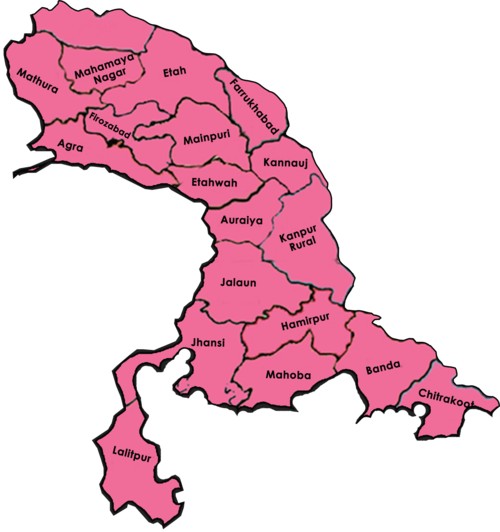 Mahamaya
Nagar
Etah
Mathura
Farrukhabad
Firozabad
Agra
Mainpuri
Kannauj
Etahwah
Auraiya
Kanpur
Rural
Jalaun
Hamirpur
Jhansi
Mahoba
Banda
Chitrakoot
Lalitpur